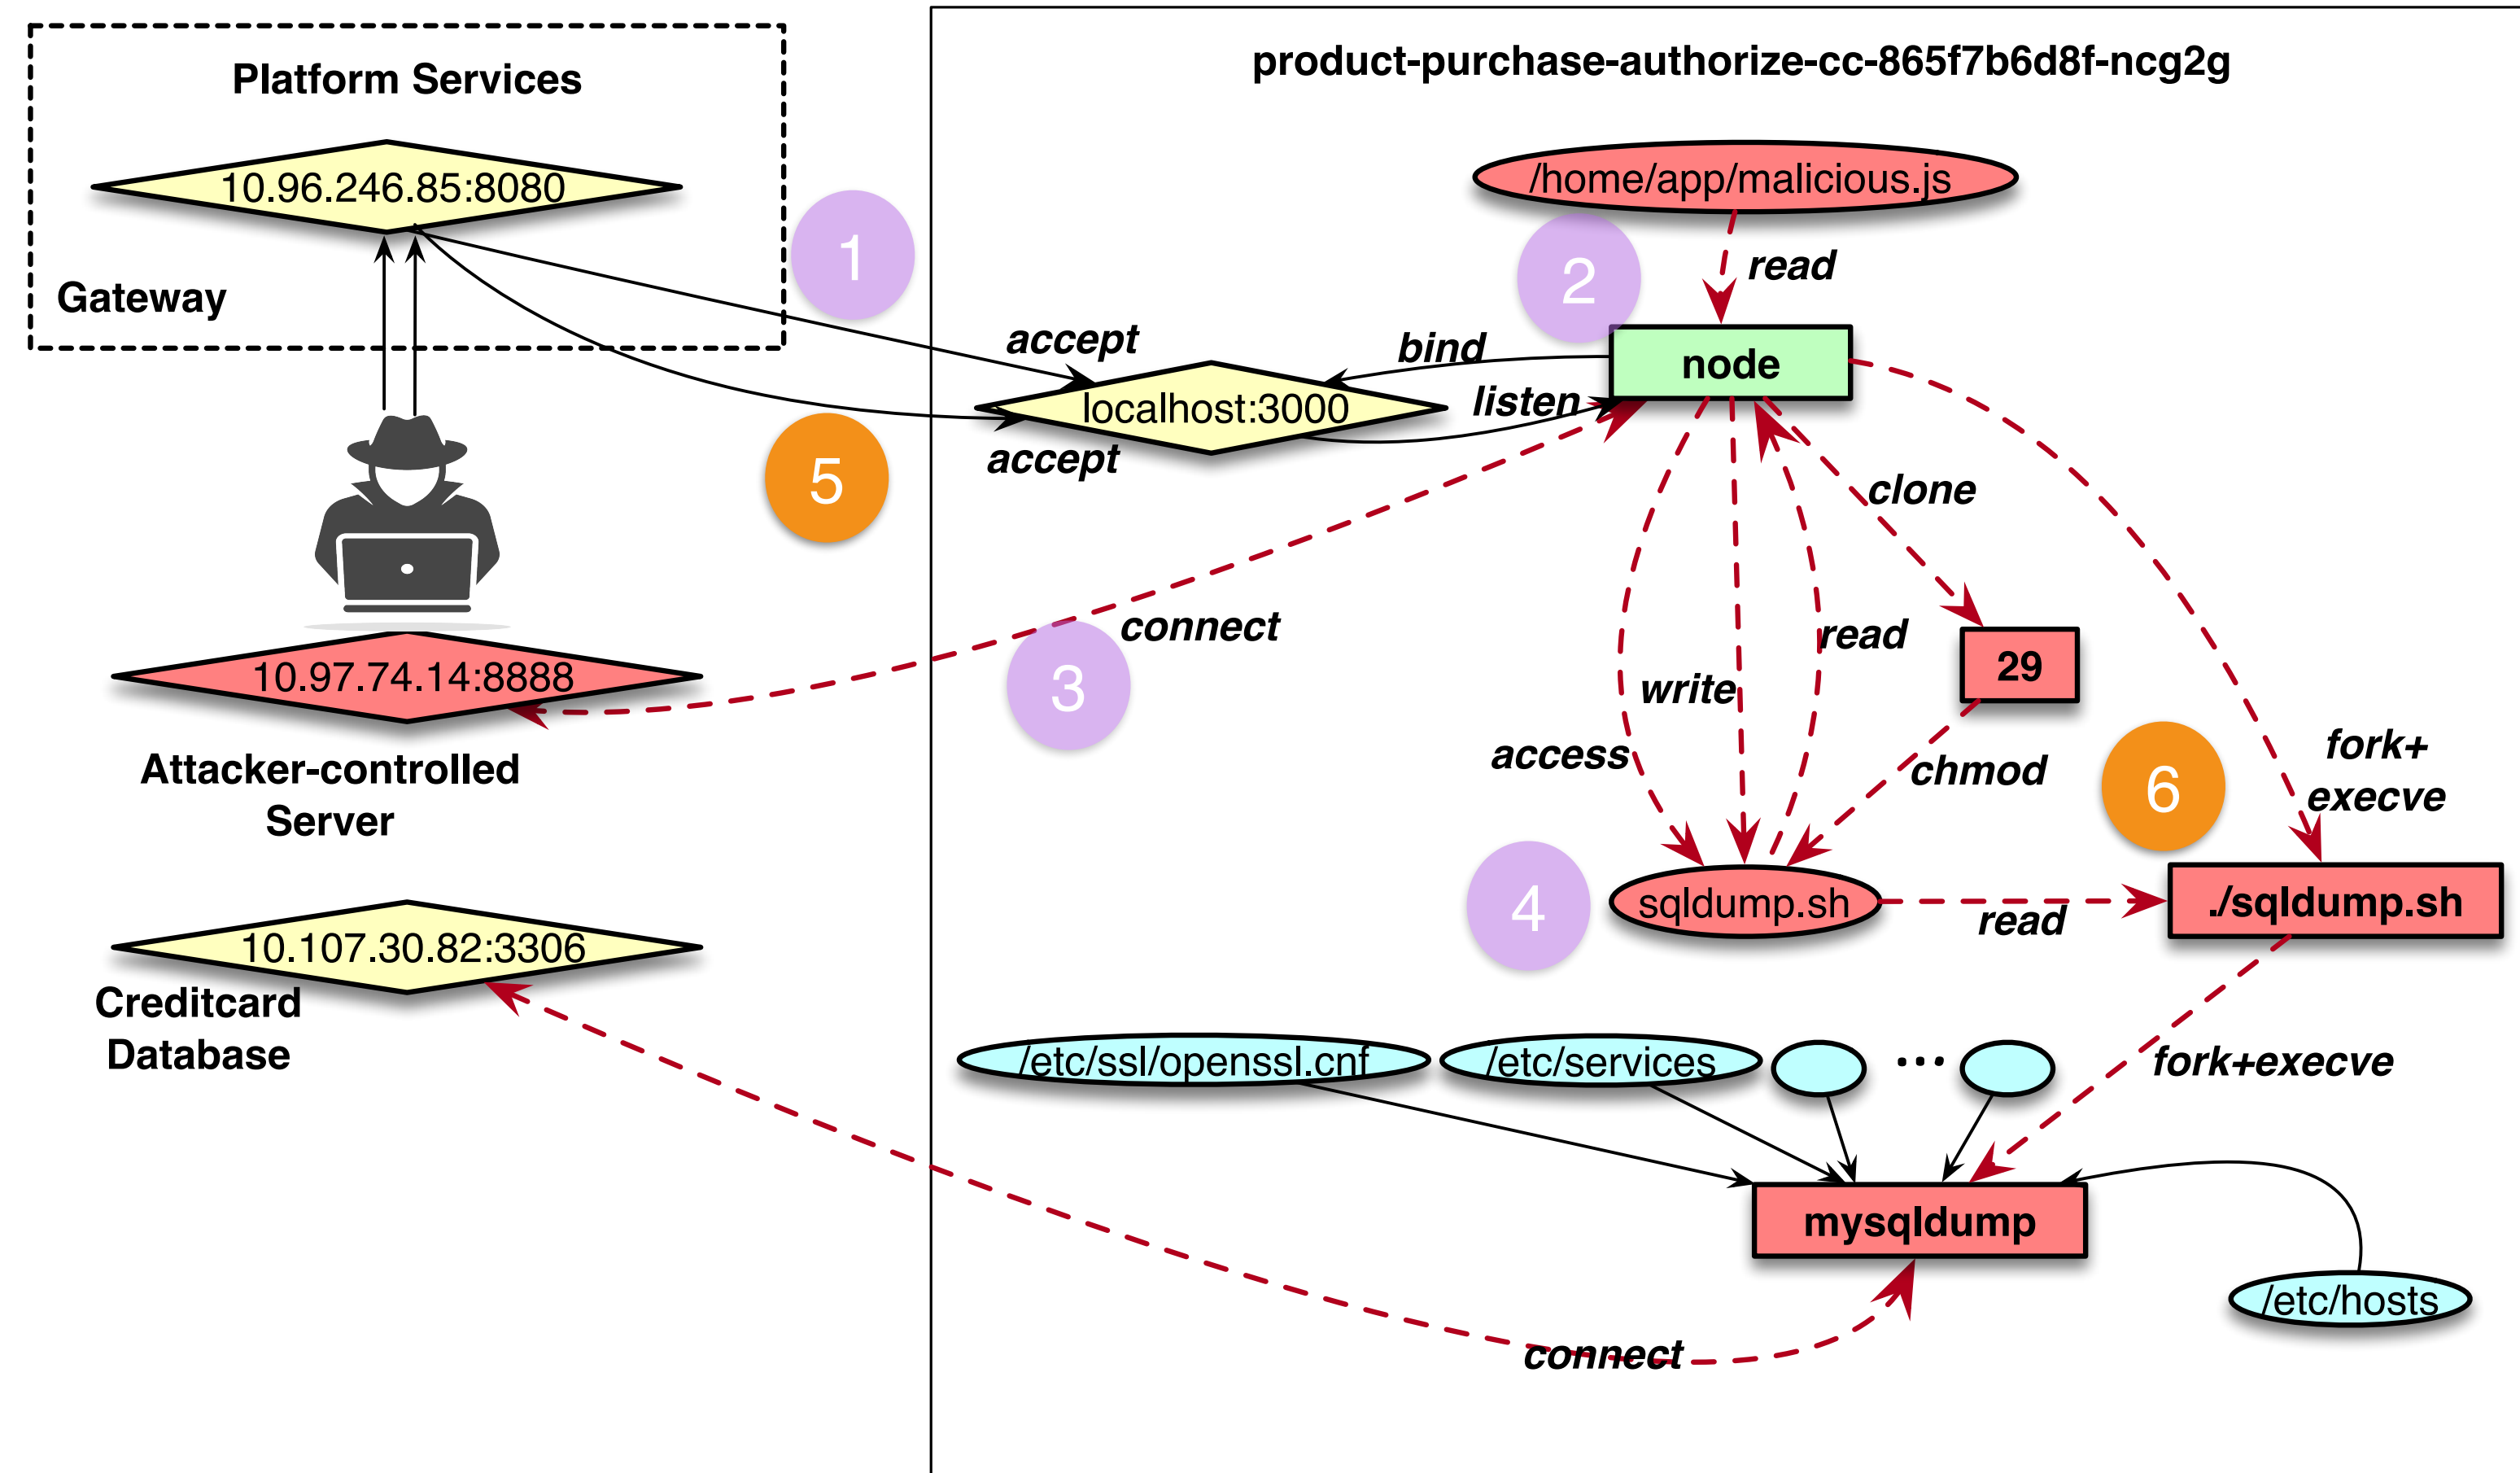 product-purchase-authorize-cc-865f7b6d8f-ncg2g
Platform Services
10.96.246.85:8080
Gateway
1
/home/app/malicious.js
2
read
node
accept
bind
localhost:3000
listen
accept
5
clone
connect
3
10.97.74.14:8888
Attacker-controlled
Server
read
29
write
access
chmod
6
fork+
execve
4
sqldump.sh
read
./sqldump.sh
10.107.30.82:3306
Creditcard
Database
/etc/ssl/openssl.cnf
/etc/services
...
fork+execve
mysqldump
/etc/hosts
connect